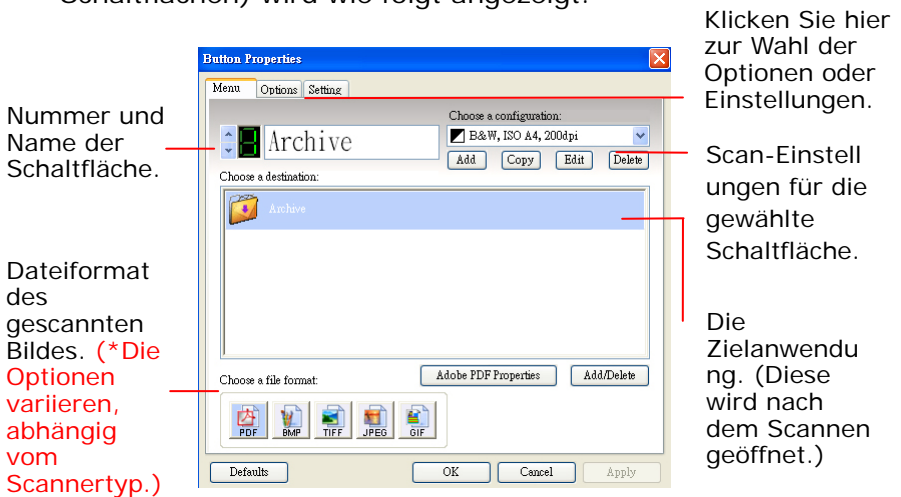 Schaltflächen) wird wie folgt angezeigt:
Klicken Sie hier
zur Wahl der
Optionen oder
Einstellungen.
Nummer und
Name der
Schaltfläche.
Button Properties
Menu Options Setting
Choose a configuration:
Archive
B&W, ISO A4, 200dpi
Add Copy Edit Delete
Choose a destination:
Archive
Scan-Einstell
ungen für die
gewählte
Schaltfläche.
Dateiformat
des
gescannten
Bildes. (*Die
Optionen
variieren,
abhängig
vom
Scannertyp.)
Die
Zielanwendu
ng. (Diese
wird nach
dem Scannen
geöffnet.)
Choose a file format:
Adobe PDF Properties Add/Delete
PDF BMP TIFF JPEG GIF
Defaults OK Cancel Apply